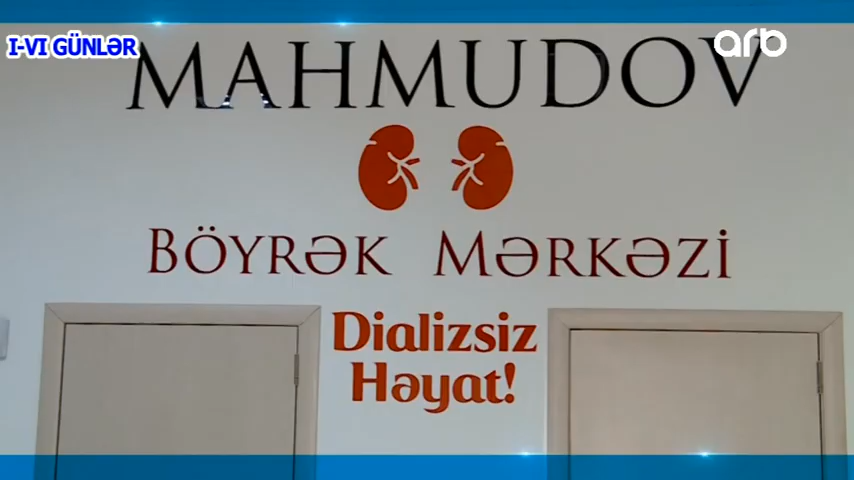 I-VI GÜNLƏR
arb
MAHMUDOV
BÖYRƏK MƏRKƏZİ
Dializsiz
Həyat!